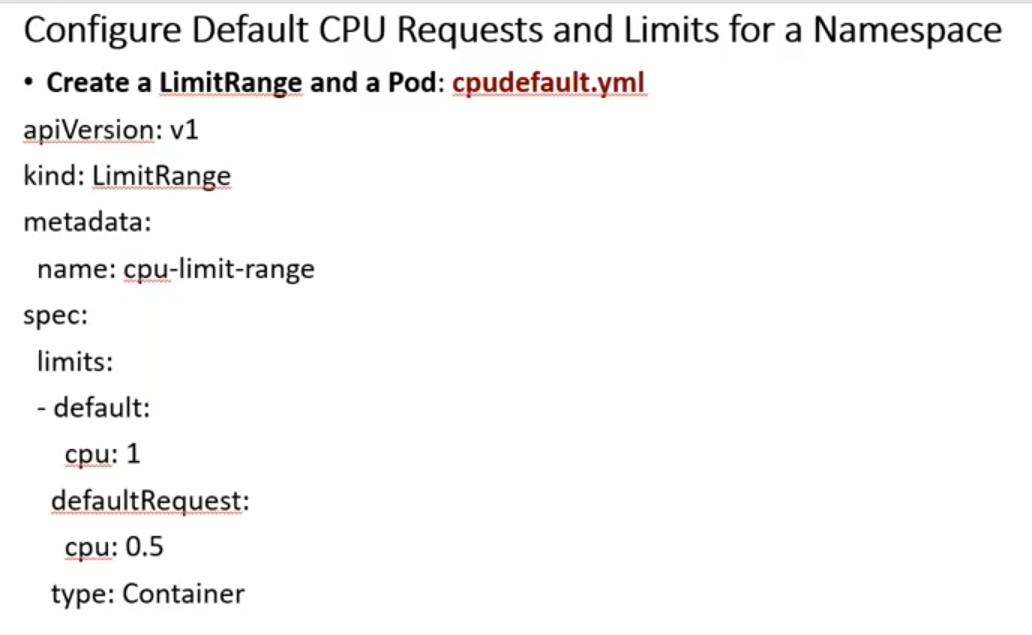 Configure Default CPU Requests and Limits for a Namespace
• Create a LimitRange and a Pod: cpudefault.yml
apiVersion: v1
kind: LimitRange
metadata:
  name: cpu-limit-range
spec:
  limits:
  - default:
      cpu: 1
    defaultRequest:
      cpu: 0.5
    type: Container